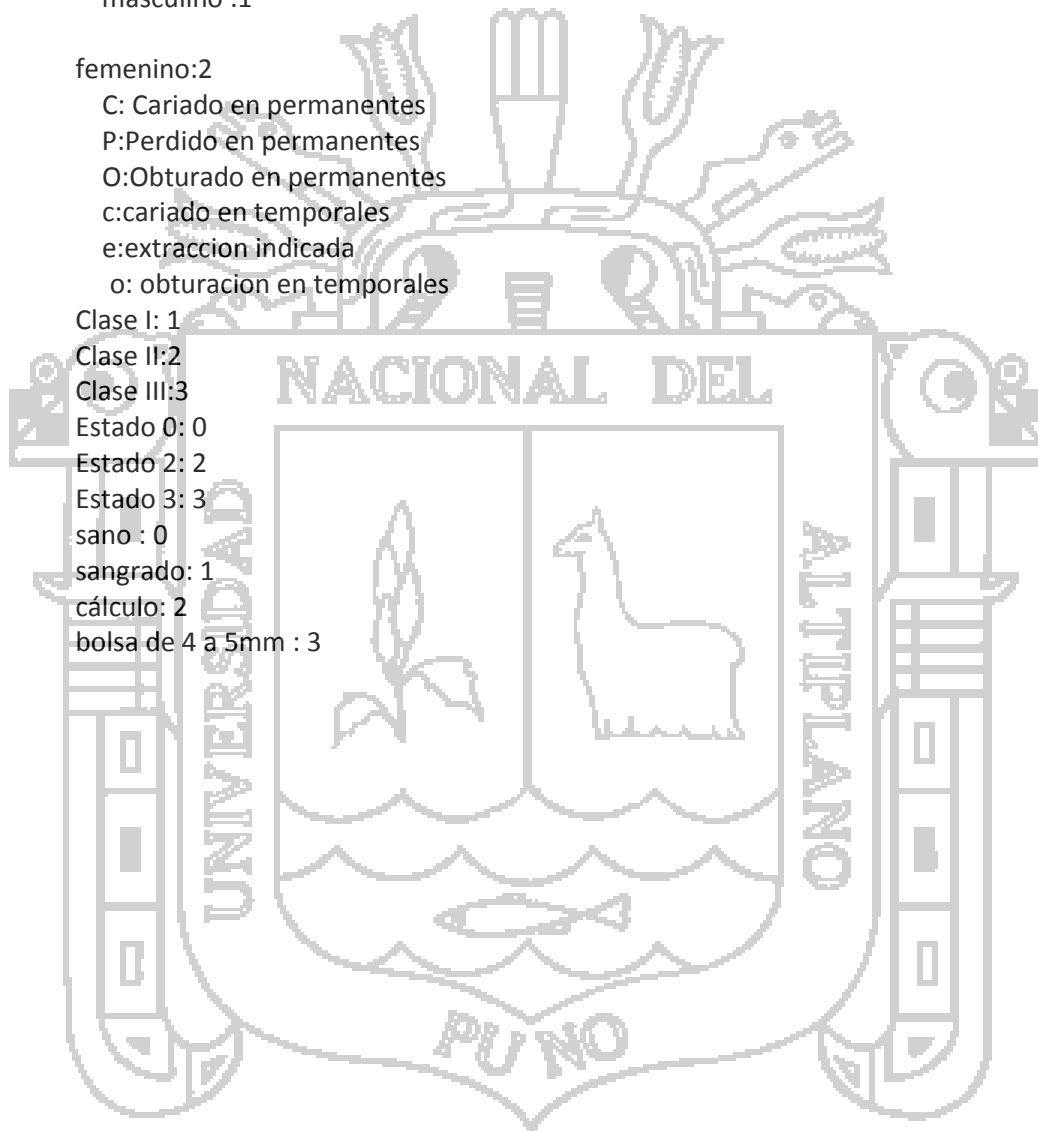 masculino :1
femenino:2
C: Cariado en permanentes
P:Perdido en permanentes
O:Obturado en permanentes
c:cariado en temporales
e:extraccion indicada
o: obturacion en temporales
Clase I: 1
Clase II:2
Clase III:3
Estado 0: 0
Estado 2: 2
Estado 3: 3
sano : 0
sangrado: 1
cálculo: 2
bolsa de 4 a 5mm : 3
UNIVERSIDAD
NACIONAL DEL
ALTIPLANO
PUNO